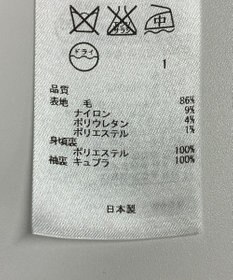 中
ドライ
1
品質
表地 毛 86%
ナイロン 9%
ポリウレタン 4%
ポリエステル 1%
身頃裏
ポリエステル 100%
袖裏 キュプラ 100%
日本製